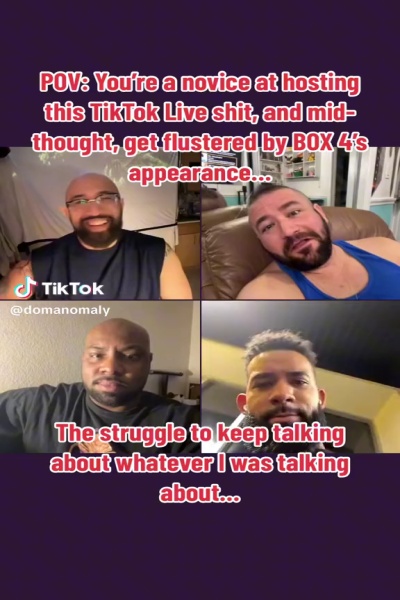 POV: You're a novice at hosting
this TikTok Live shit, and mid-
thought, get flustered by BOX 4's
appearance...
TikTok
@domanomaly
The struggle to keep talking
about whatever I was talking
about...